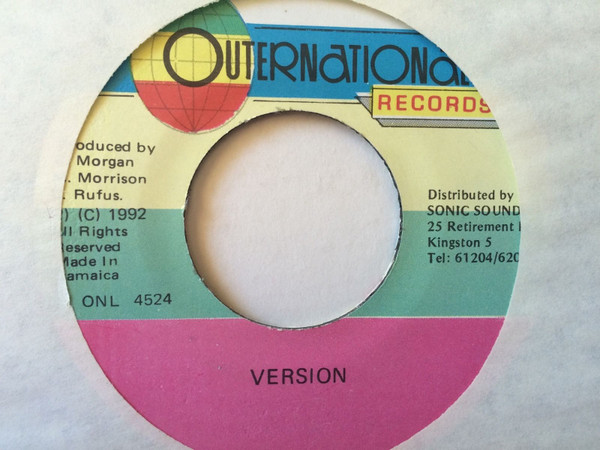 OUTERNATIONAL
RECORDS
oduced by
Morgan
. Morrison
. Rufus.
) (C) 1992
ll Rights
eserved
Made In
amaica
ONL 4524
Distributed by
SONIC SOUND
25 Retirement
Kingston 5
Tel: 61204/620
VERSION